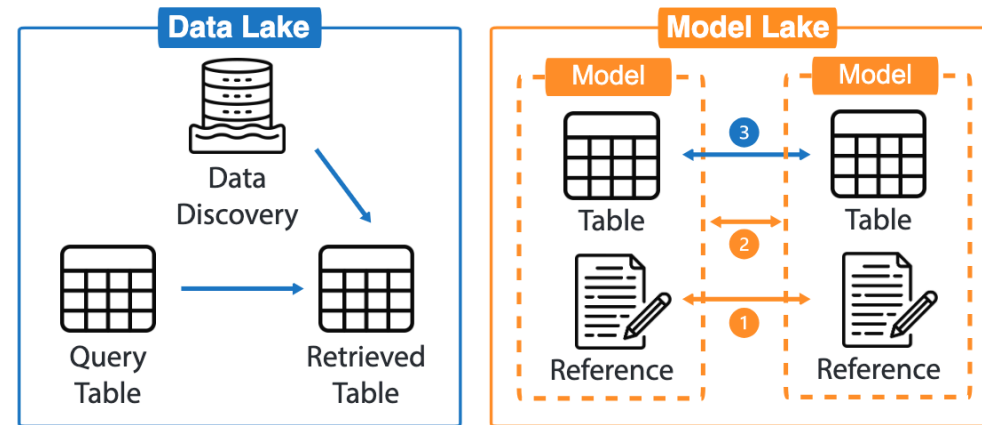 Data Lake
Data
Discovery
Query
Table
Retrieved
Table
Model Lake
Model
Model
3
Table
Table
2
1
Reference
Reference